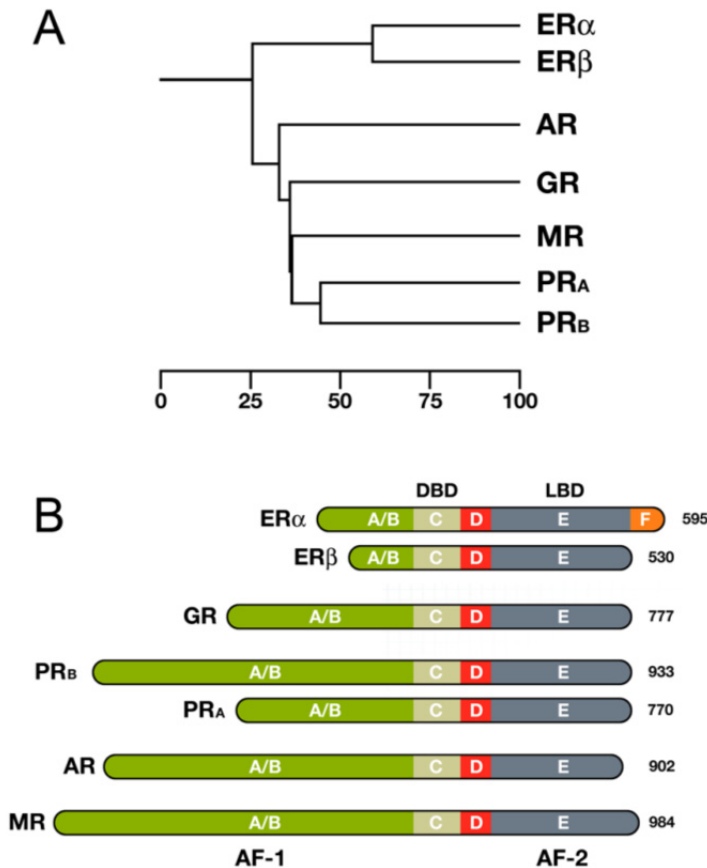 A
ERα
ERβ
AR
GR
MR
PRA
PRB
0 25 50 75 100
B
DBD LBD
ERα A/B C D E F 595
ERβ A/B C D E 530
GR A/B C D E 777
PRB A/B C D E 933
PRA A/B C D E 770
AR A/B C D E 902
MR A/B C D E 984
AF-1 AF-2